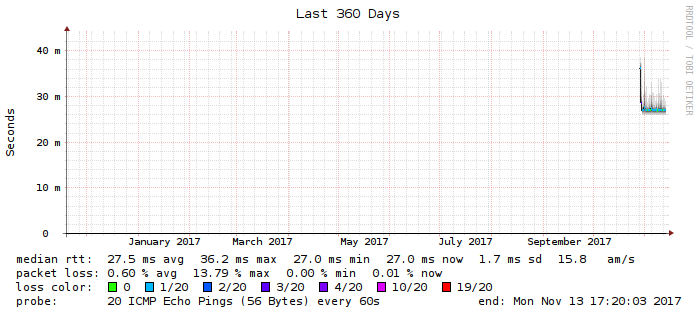 Last 360 Days
RRDTOOL / TOBI OETIKER
Seconds
40 m
30 m
20 m
10 m
0
January 2017 March 2017 May 2017 July 2017 September 2017
median rtt: 27.5 ms avg 36.2 ms max 27.0 ms min 27.0 ms now 1.7 ms sd 15.8 am/s
packet loss: 0.60 % avg 13.79 % max 0.00 % min 0.01 % now
loss color: 0 1/20 2/20 3/20 4/20 10/20 19/20
probe: 20 ICMP Echo Pings (56 Bytes) every 60s end: Mon Nov 13 17:20:03 2017